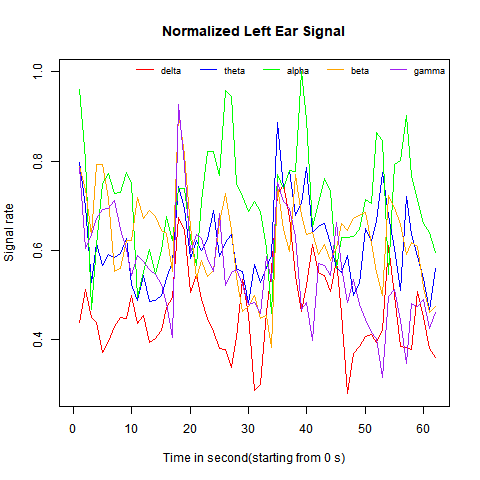 Normalized Left Ear Signal
delta theta alpha beta gamma
1.0
0.8
0.6
0.4
Signal rate
0 10 20 30 40 50 60
Time in second(starting from 0 s)